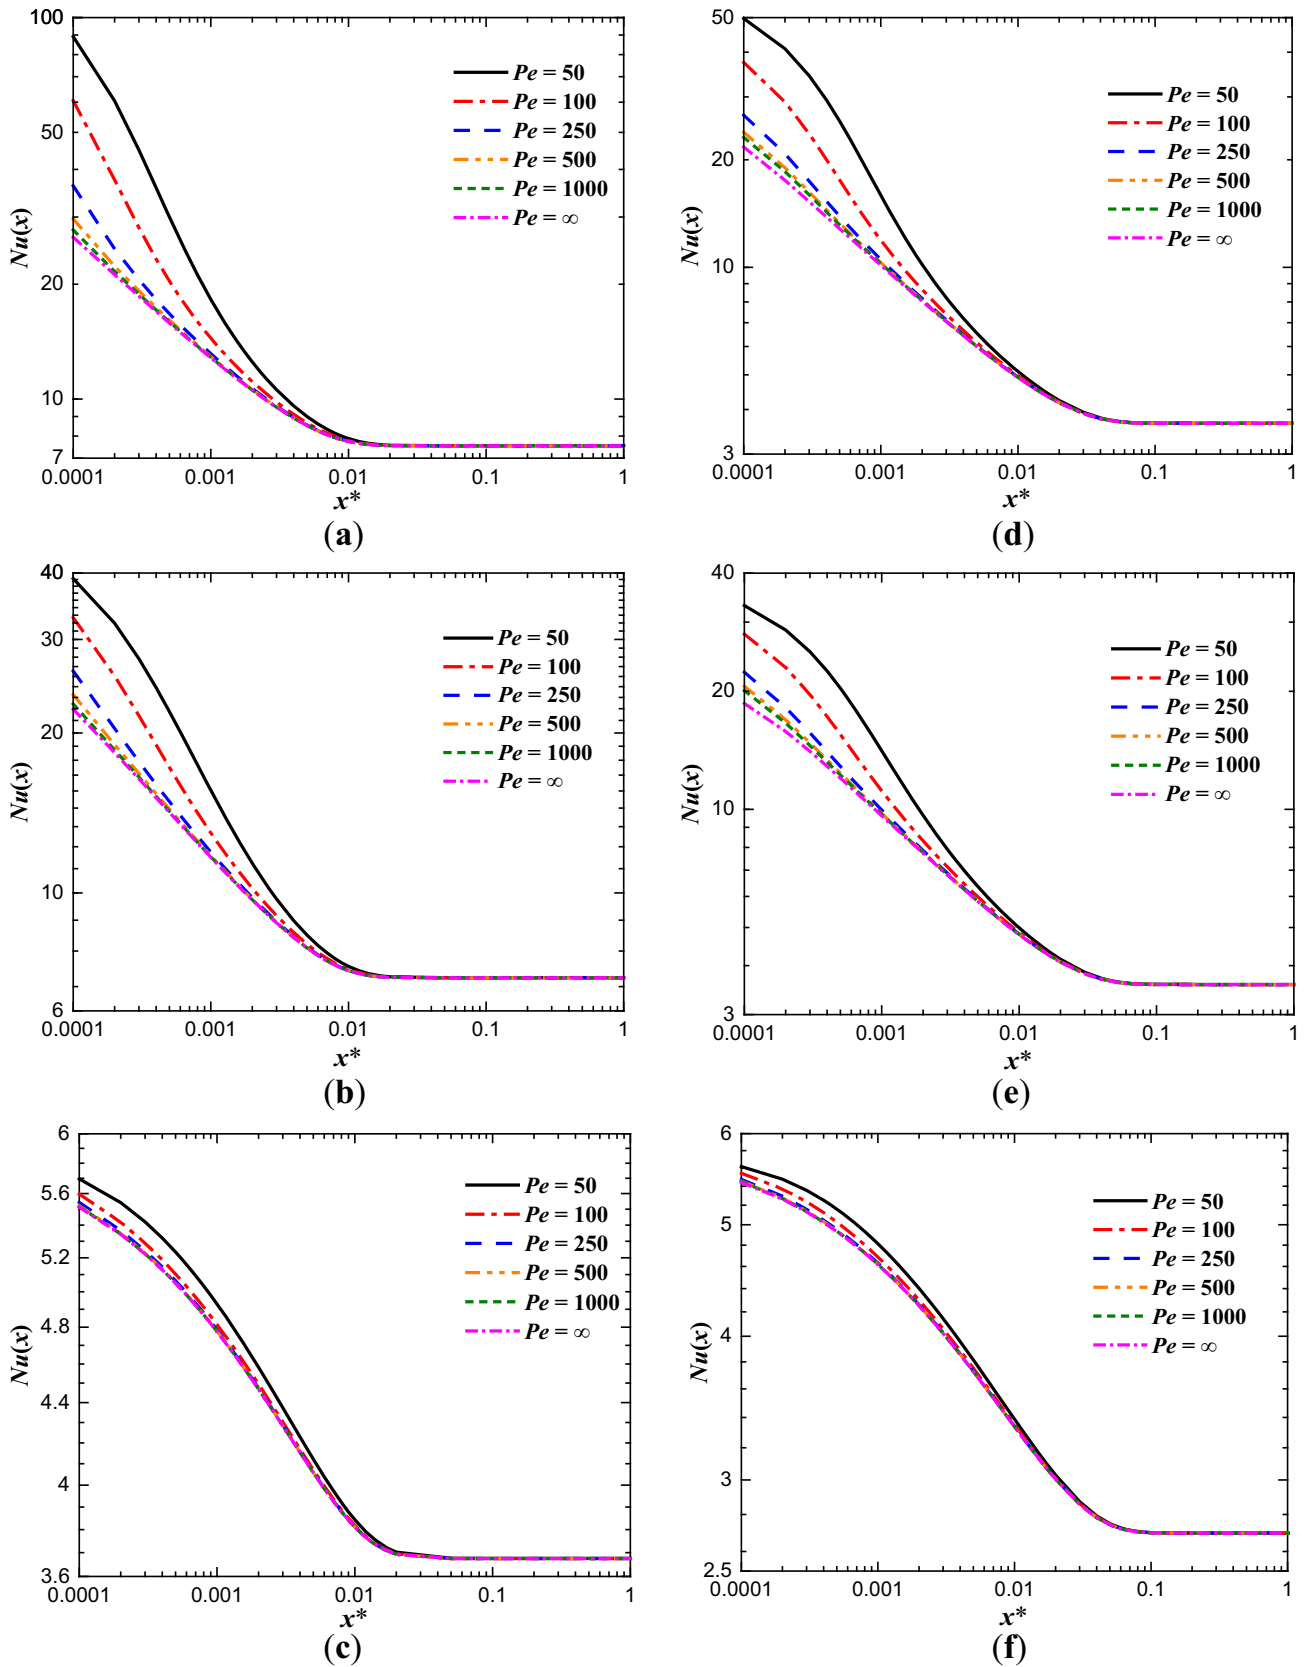 100
50
20
10
7
Nu(x)
Pe = 50
Pe = 100
Pe = 250
Pe = 500
Pe = 1000
Pe = ∞
0.0001
0.001
0.01
0.1
1
x*
(a)
50
20
10
3
Nu(x)
Pe = 50
Pe = 100
Pe = 250
Pe = 500
Pe = 1000
Pe = ∞
0.0001
0.001
0.01
0.1
1
x*
(d)
40
30
20
10
6
Nu(x)
Pe = 50
Pe = 100
Pe = 250
Pe = 500
Pe = 1000
Pe = ∞
0.0001
0.001
0.01
0.1
1
x*
(b)
40
20
10
3
Nu(x)
Pe = 50
Pe = 100
Pe = 250
Pe = 500
Pe = 1000
Pe = ∞
0.0001
0.001
0.01
0.1
1
x*
(e)
6
5.6
5.2
4.8
4.4
4
3.6
Nu(x)
Pe = 50
Pe = 100
Pe = 250
Pe = 500
Pe = 1000
Pe = ∞
0.0001
0.001
0.01
0.1
1
x*
(c)
6
5
4
3
2.5
Nu(x)
Pe = 50
Pe = 100
Pe = 250
Pe = 500
Pe = 1000
Pe = ∞
0.0001
0.001
0.01
0.1
1
x*
(f)